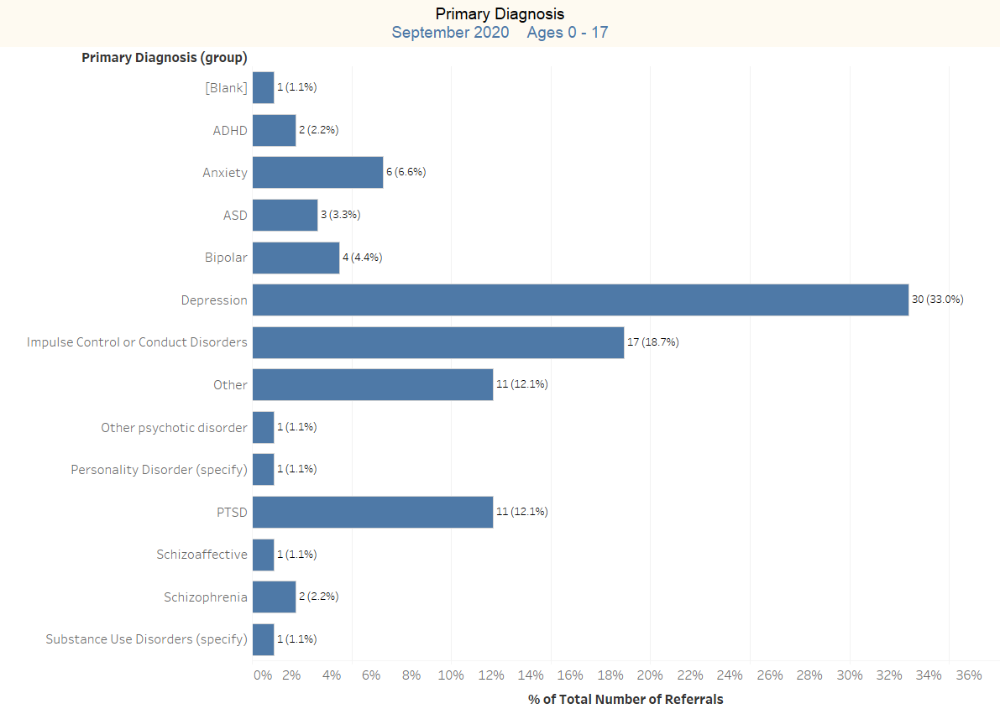 Primary Diagnosis
September 2020 Ages 0 - 17
Primary Diagnosis (group)
[Blank] 1 (1.1%)
ADHD 2 (2.2%)
Anxiety 6 (6.6%)
ASD 3 (3.3%)
Bipolar 4 (4.4%)
Depression 30 (33.0%)
Impulse Control or Conduct Disorders 17 (18.7%)
Other 11 (12.1%)
Other psychotic disorder 1 (1.1%)
Personality Disorder (specify) 1 (1.1%)
PTSD 11 (12.1%)
Schizoaffective 1 (1.1%)
Schizophrenia 2 (2.2%)
Substance Use Disorders (specify) 1 (1.1%)
0% 2% 4% 6% 8% 10% 12% 14% 16% 18% 20% 22% 24% 26% 28% 30% 32% 34% 36%
% of Total Number of Referrals